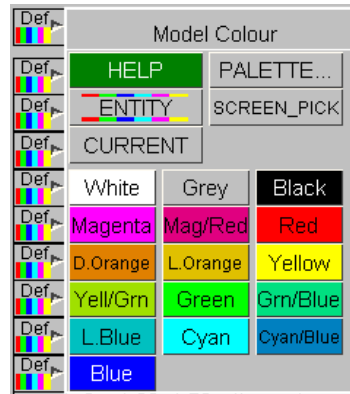 Def Model Colour
Def HELP PALETTE...
Def ENTITY SCREEN_PICK
Def CURRENT
Def White Grey Black
Def Magenta Mag/Red Red
Def D.Orange L.Orange Yellow
Def Yell/Grn Green Grn/Blue
Def L.Blue Cyan Cyan/Blue
Def Blue